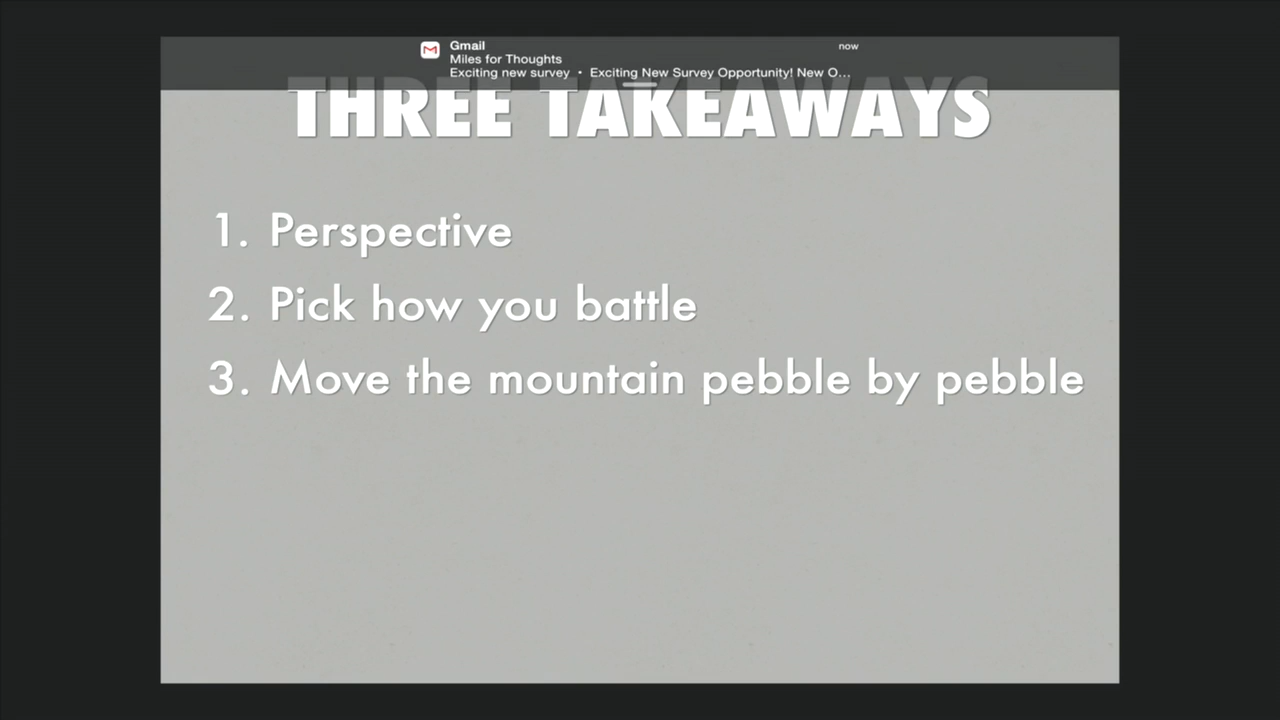 Gmail
now
Miles for Thoughts
Exciting new survey • Exciting New Survey Opportunity! New O...
THREE TAKEAWAYS
1. Perspective
2. Pick how you battle
3. Move the mountain pebble by pebble